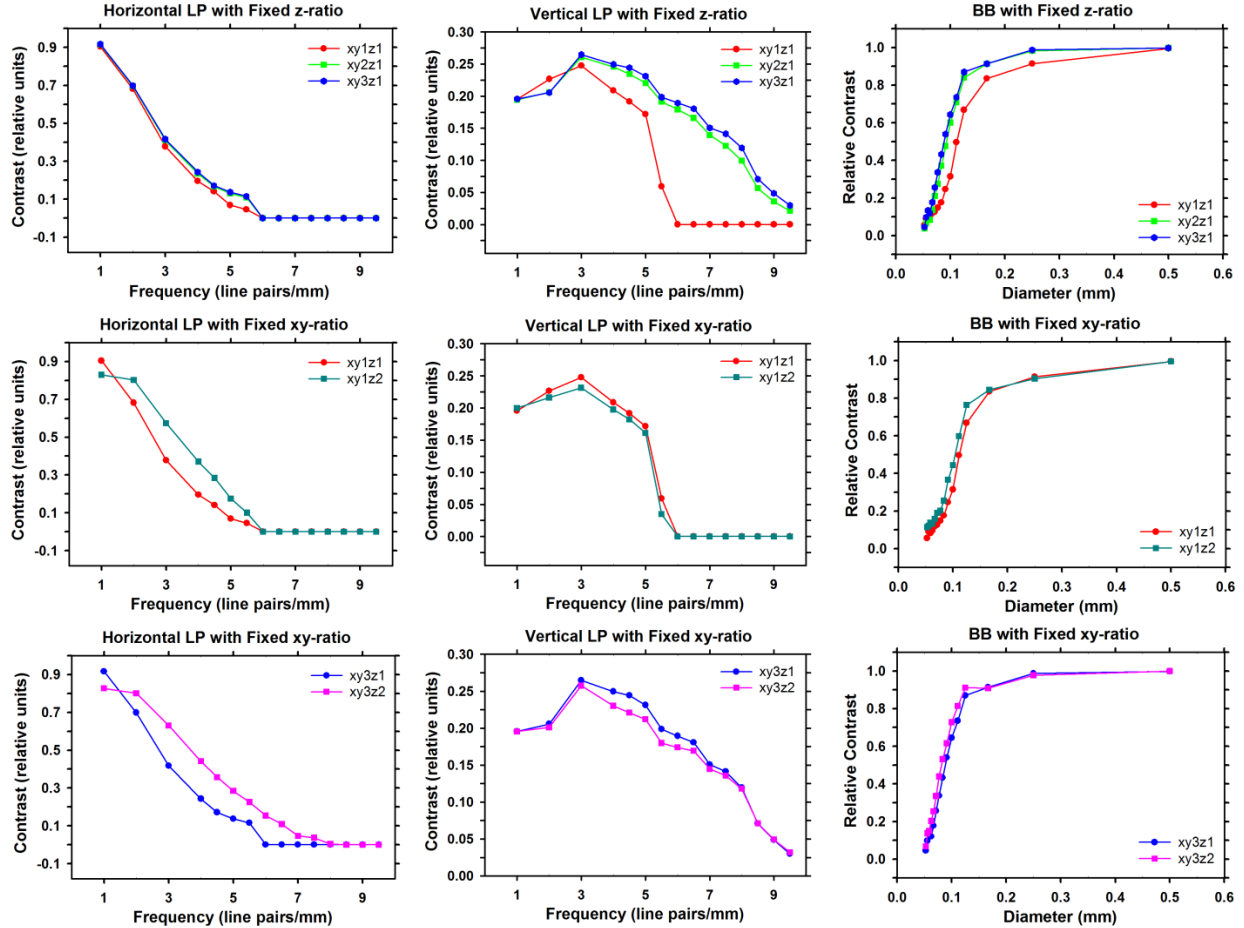 Horizontal LP with Fixed z-ratio
Contrast (relative units)
0.9
0.7
0.5
0.3
0.1
-0.1
xy1z1
xy2z1
xy3z1
1 3 5 7 9
Frequency (line pairs/mm)
Vertical LP with Fixed z-ratio
Contrast (relative units)
0.30
0.25
0.20
0.15
0.10
0.05
0.00
xy1z1
xy2z1
xy3z1
1 3 5 7 9
Frequency (line pairs/mm)
BB with Fixed z-ratio
Relative Contrast
1.0
0.8
0.6
0.4
0.2
0.0
xy1z1
xy2z1
xy3z1
0.0 0.1 0.2 0.3 0.4 0.5 0.6
Diameter (mm)
Horizontal LP with Fixed xy-ratio
Contrast (relative units)
0.9
0.7
0.5
0.3
0.1
-0.1
xy1z1
xy1z2
1 3 5 7 9
Frequency (line pairs/mm)
Vertical LP with Fixed xy-ratio
Contrast (relative units)
0.30
0.25
0.20
0.15
0.10
0.05
0.00
xy1z1
xy1z2
1 3 5 7 9
Frequency (line pairs/mm)
BB with Fixed xy-ratio
Relative Contrast
1.0
0.8
0.6
0.4
0.2
0.0
xy1z1
xy1z2
0.0 0.1 0.2 0.3 0.4 0.5 0.6
Diameter (mm)
Horizontal LP with Fixed xy-ratio
Contrast (relative units)
0.9
0.7
0.5
0.3
0.1
-0.1
xy3z1
xy3z2
1 3 5 7 9
Frequency (line pairs/mm)
Vertical LP with Fixed xy-ratio
Contrast (relative units)
0.30
0.25
0.20
0.15
0.10
0.05
0.00
xy3z1
xy3z2
1 3 5 7 9
Frequency (line pairs/mm)
BB with Fixed xy-ratio
Relative Contrast
1.0
0.8
0.6
0.4
0.2
0.0
xy3z1
xy3z2
0.0 0.1 0.2 0.3 0.4 0.5 0.6
Diameter (mm)